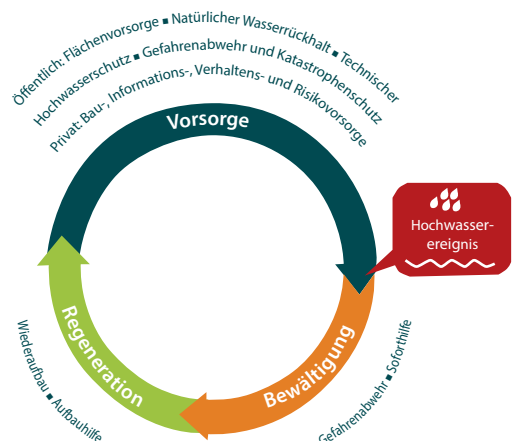 Öffentlich: Flächenvorsorge ■ Natürlicher Wasserrückhalt ■ Technischer
Hochwasserschutz ■ Gefahrenabwehr und Katastrophenschutz
Privat: Bau-, Informations-, Verhaltens- und Risikovorsorge
Vorsorge
Hochwasser-
ereignis
Bewältigung
Gefahrenabwehr ■ Soforthilfe
Regeneration
Wiederaufbau ■ Aufbauhilfe